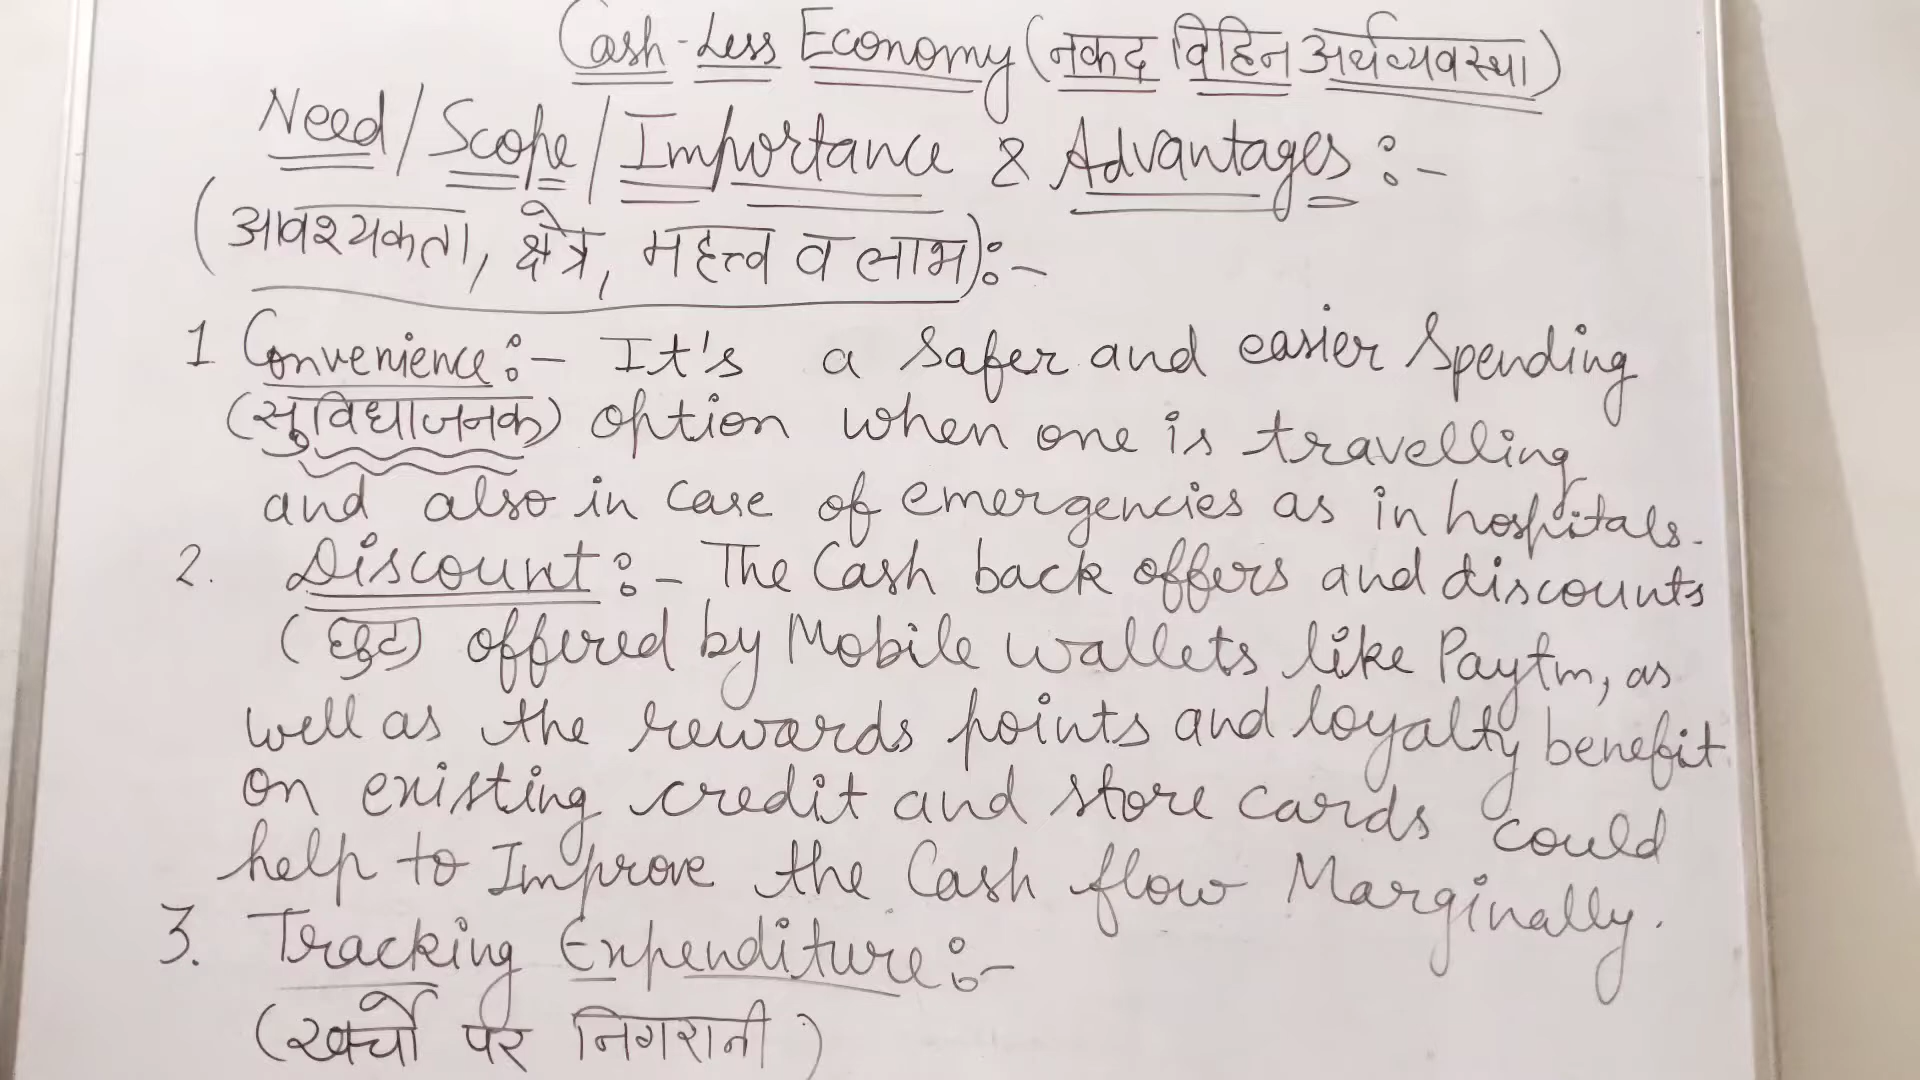 Cash-Less Economy (नकद विहिन अर्थव्यवस्था)
Need/Scope/Importance & Advantages:-
(आवश्यकता, क्षेत्र, महत्त्व व लाभ):-
1 Convenience:- It's a safer and easier spending
(सुविधाजनक) option when one is travelling
and also in case of emergencies as in hospitals.
2. Discount:- The Cash back offers and discounts
(छुट) offered by Mobile wallets like Paytm, as
well as the rewards points and loyalty benefit
on existing credit and store cards could
help to Improve the Cash flow Marginally.
3. Tracking Expenditure:-
(खर्चों पर निगरानी)